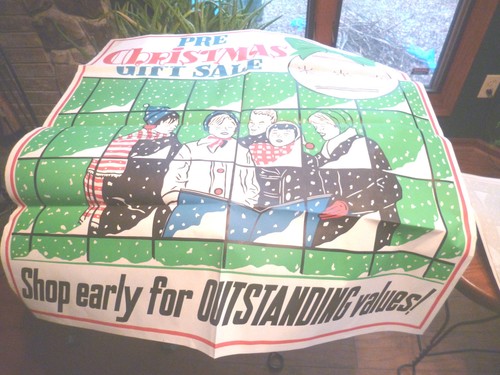 PRE
CHRISTMAS
GIFT SALE
Shop early for OUTSTANDING values!